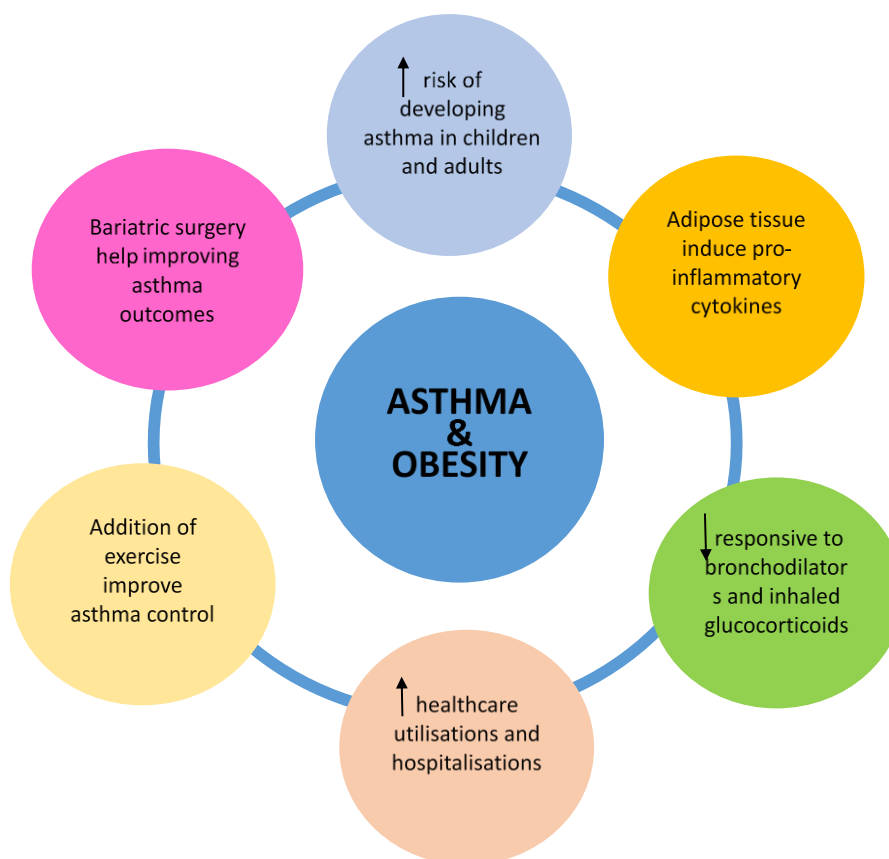 ↑ risk of
developing
asthma in children
and adults
Adipose tissue
induce pro-
inflammatory
cytokines
↓ responsive to
bronchodilator
s and inhaled
glucocorticoids
↑ healthcare
utilisations and
hospitalisations
Addition of
exercise
improve
asthma control
Bariatric surgery
help improving
asthma
outcomes
ASTHMA
&
OBESITY